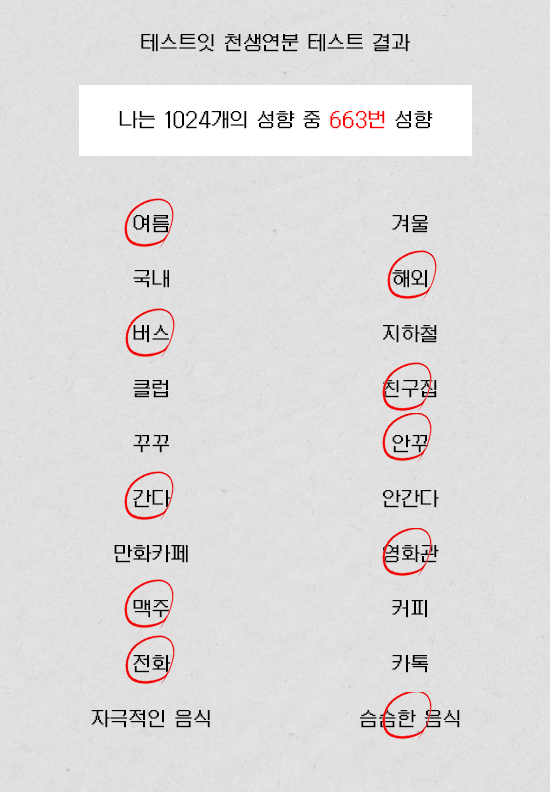 테스트잇 천생연분 테스트 결과
나는 1024개의 성향 중 663번 성향
여름 겨울
국내 해외
버스 지하철
클럽 친구집
꾸꾸 안꾸
간다 안간다
만화카페 영화관
맥주 커피
전화 카톡
자극적인 음식 슴슴한 음식